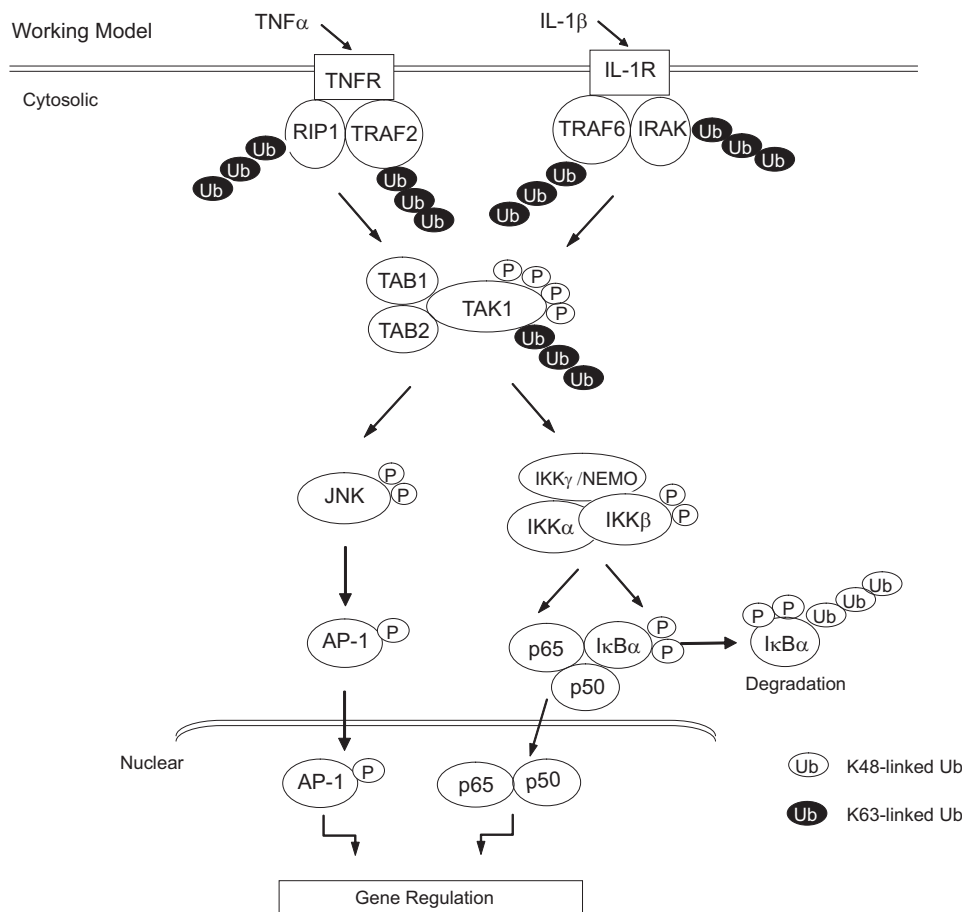 Working Model
TNFα
IL-1β
TNFR
IL-1R
Cytosolic
RIP1
TRAF2
TRAF6
IRAK
Ub
Ub
Ub
Ub
Ub
Ub
Ub
Ub
Ub
Ub
Ub
Ub
TAB1
TAB2
TAK1
P
P
P
P
Ub
Ub
Ub
JNK
P
P
IKKγ /NEMO
IKKα
IKKβ
P
P
AP-1
P
p65
IκBα
p50
P
P
P
P
Ub
Ub
Ub
IκBα
Degradation
Nuclear
AP-1
P
p65
p50
Ub
K48-linked Ub
Ub
K63-linked Ub
Gene Regulation